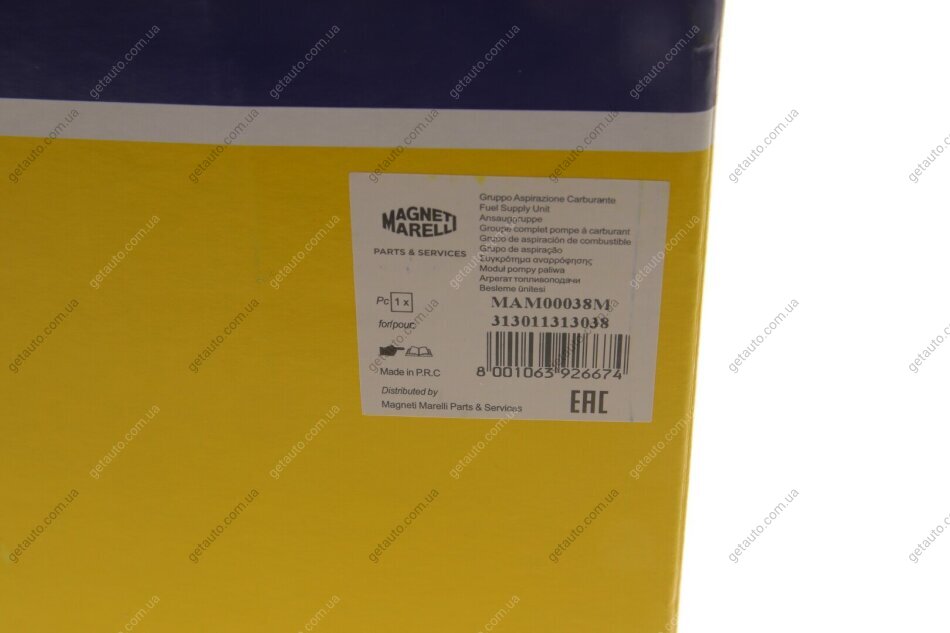 MAGNETI
MARELLI
PARTS & SERVICES
Pc 1 x
for/pour:
Made in P.R.C
Distributed by
Magneti Marelli Parts & Services
Gruppo Aspirazione Carburante
Fuel Supply Unit
Ansauggruppe
Groupe complet pompe à carburant
Grupo de aspiración de combustible
Grupo de aspiração
Συγκρότημα αναρρόφησης
Moduł pompy paliwa
Агрегат топливоподачи
Besleme ünitesi
MAM00038M
313011313038
8 001063 926674
EAC
getauto.com.ua